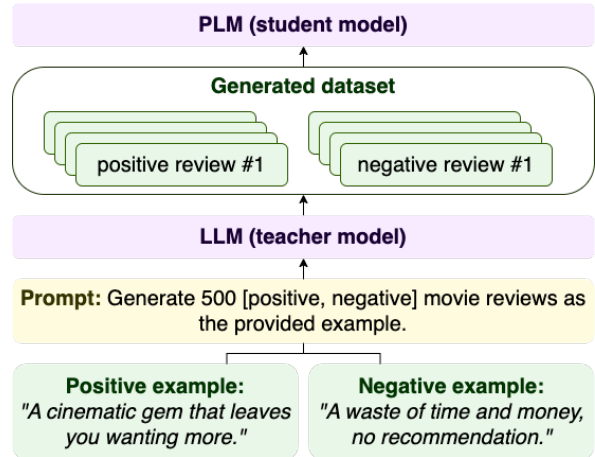 PLM (student model)
Generated dataset
positive review #1
negative review #1
LLM (teacher model)
Prompt: Generate 500 [positive, negative] movie reviews as
the provided example.
Positive example:
"A cinematic gem that leaves
you wanting more."
Negative example:
"A waste of time and money,
no recommendation."